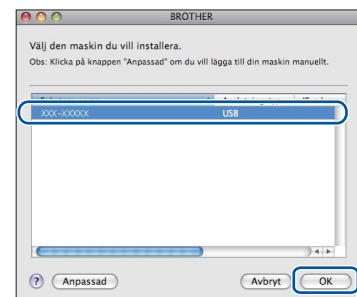 BROTHER
Välj den maskin du vill installera.
Obs: Klicka på knappen "Anpassad" om du vill lägga till din maskin manuellt.
XXX-XXXXX USB
? Anpassad Avbryt OK